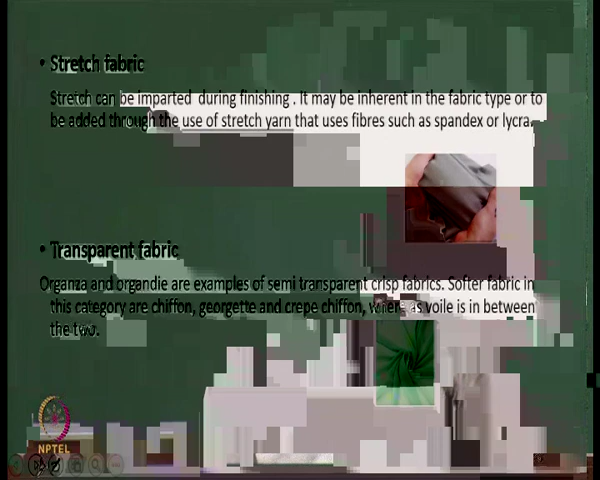 • Stretch fabric
Stretch can be imparted during finishing . It may be inherent in the fabric type or to
be added through the use of stretch yarn that uses fibres such as spandex or lycra.
• Transparent fabric
Organza and organdie are examples of semi transparent crisp fabrics. Softer fabric in
this category are chiffon, georgette and crepe chiffon, where as voile is in between
the two.
NPTEL